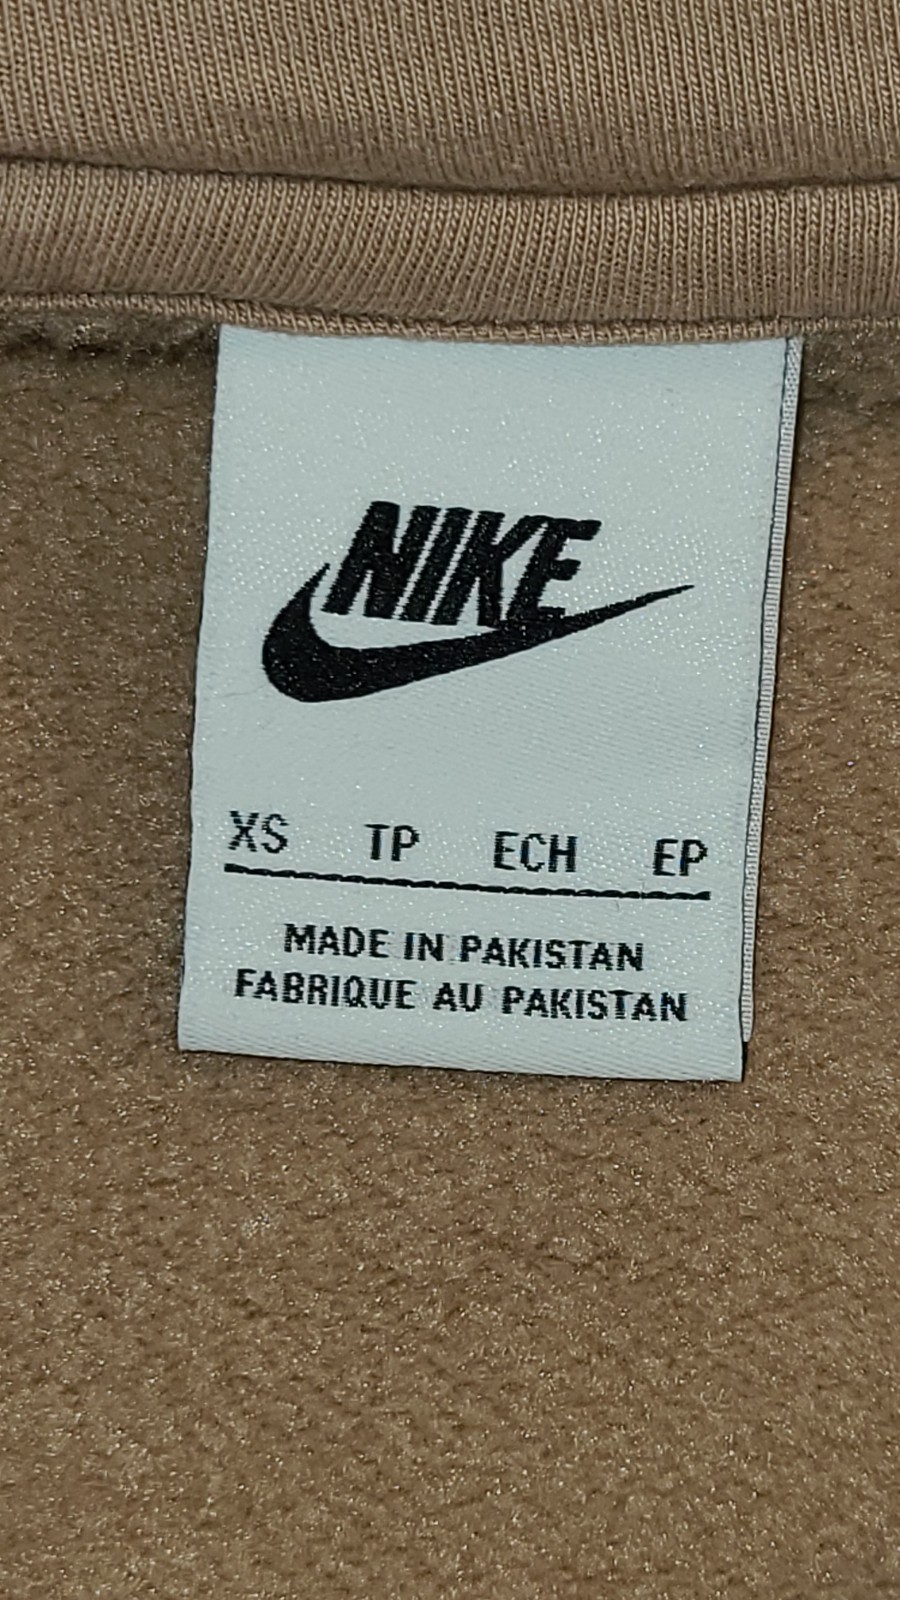 NIKE
XS TP ECH EP
MADE IN PAKISTAN
FABRIQUE AU PAKISTAN